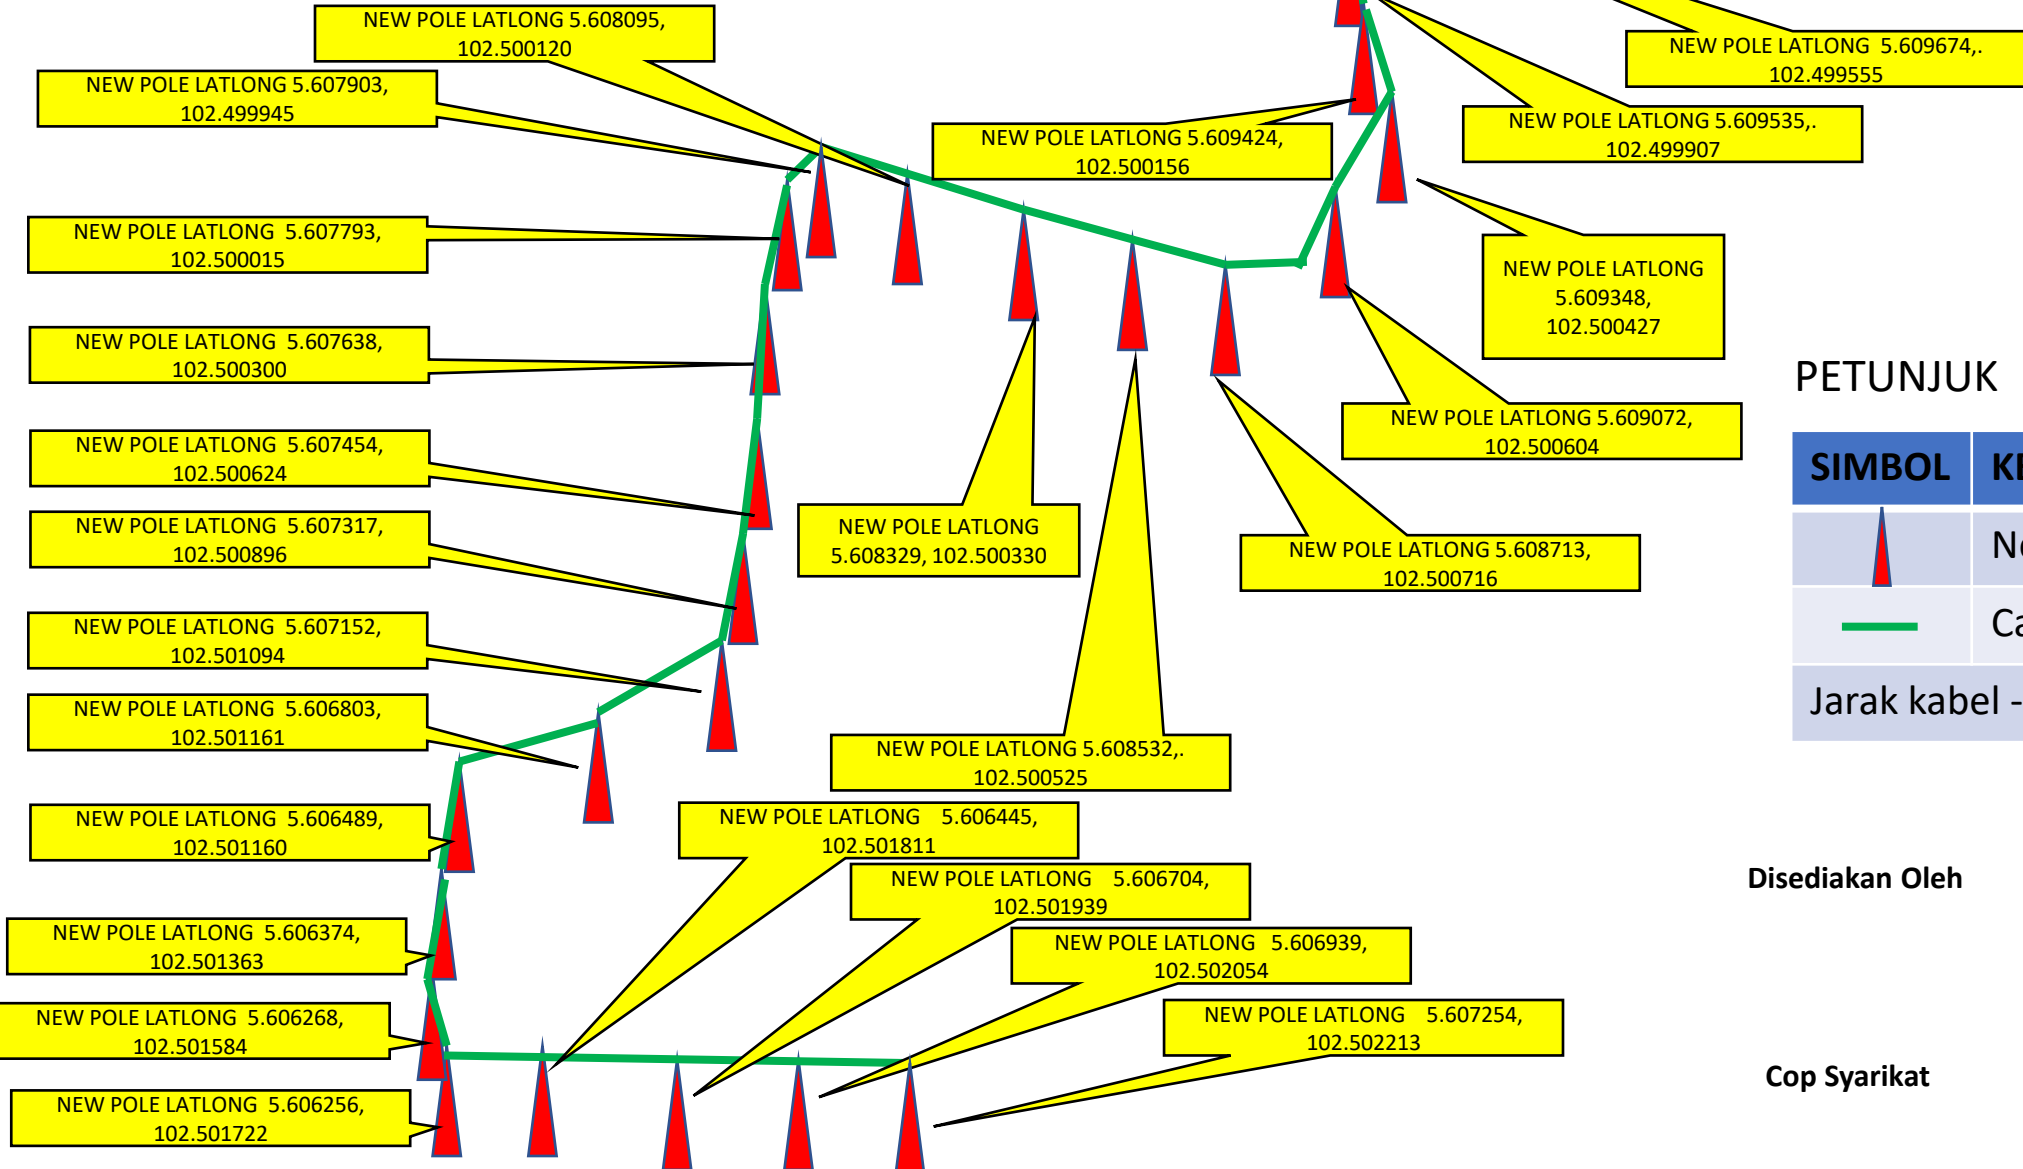 NEW POLE LATLONG 5.608095,
102.500120
NEW POLE LATLONG 5.609674,.
102.499555
NEW POLE LATLONG 5.607903,
102.499945
NEW POLE LATLONG 5.609535,.
102.499907
NEW POLE LATLONG 5.609424,
102.500156
NEW POLE LATLONG 5.607793,
102.500015
NEW POLE LATLONG
5.609348,
102.500427
NEW POLE LATLONG 5.607638,
102.500300
PETUNJUK
NEW POLE LATLONG 5.609072,
102.500604
NEW POLE LATLONG 5.607454,
102.500624
SIMBOL
NEW POLE LATLONG 5.607317,
102.500896
NEW POLE LATLONG
5.608329, 102.500330
NEW POLE LATLONG 5.608713,
102.500716
NEW POLE LATLONG 5.607152,
102.501094
NEW POLE LATLONG 5.606803,
102.501161
Jarak kabel -
NEW POLE LATLONG 5.608532,.
102.500525
NEW POLE LATLONG 5.606489,
102.501160
NEW POLE LATLONG 5.606445,
102.501811
NEW POLE LATLONG 5.606704,
102.501939
Disediakan Oleh
NEW POLE LATLONG 5.606374,
102.501363
NEW POLE LATLONG 5.606939,
102.502054
NEW POLE LATLONG 5.606268,
102.501584
NEW POLE LATLONG 5.607254,
102.502213
Cop Syarikat
NEW POLE LATLONG 5.606256,
102.501722